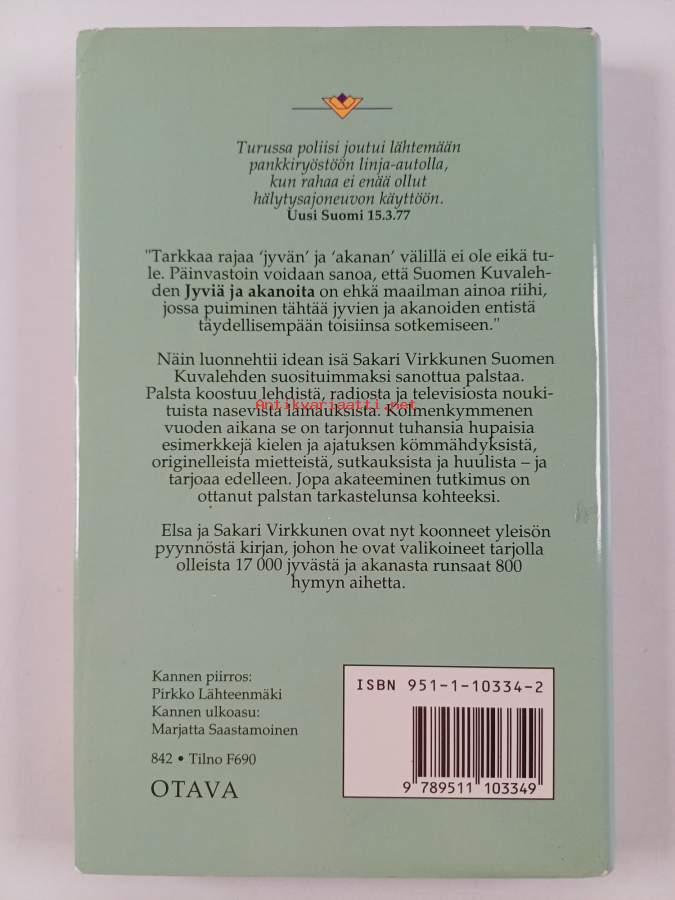 Turussa poliisi joutui lähtemään
pankkiryöstöön linja-autolla,
kun rahaa ei enää ollut
hälytysajoneuvon käyttöön.
Uusi Suomi 15.3.77
"Tarkkaa rajaa ‘jyvän’ ja ‘akanan’ välillä ei ole eikä tu-
le. Päinvastoin voidaan sanoa, että Suomen Kuvaleh-
den Jyviä ja akanoita on ehkä maailman ainoa riihi,
jossa puiminen tähtää jyvien ja akanoiden entistä
täydellisempään toisiinsa sotkemiseen."
Näin luonnehtii idean isä Sakari Virkkunen Suomen
Kuvalehden suosituimmaksi sanottua palstaa.
Palsta koostuu lehdistä, radiosta ja televisiosta nouki-
tuista nasevista lainauksista. Kolmenkymmenen
Antikvariaatti.net
vuoden aikana se on tarjonnut tuhansia hupaisia
esimerkkejä kielen ja ajatuksen kömmähdyksistä,
originelleista mietteistä, sutkauksista ja huulista – ja
tarjoaa edelleen. Jopa akateeminen tutkimus on
ottanut palstan tarkastelunsa kohteeksi.
Elsa ja Sakari Virkkunen ovat nyt koonneet yleisön
pyynnöstä kirjan, johon he ovat valikoineet tarjolla
olleista 17 000 jyvästä ja akanasta runsaat 800
hymyn aihetta.
Kannen piirros:
Pirkko Lähteenmäki
Kannen ulkoasu:
Marjatta Saastamoinen
842 • Tilno F690
OTAVA
ISBN 951-1-10334-2
9 789511 103349